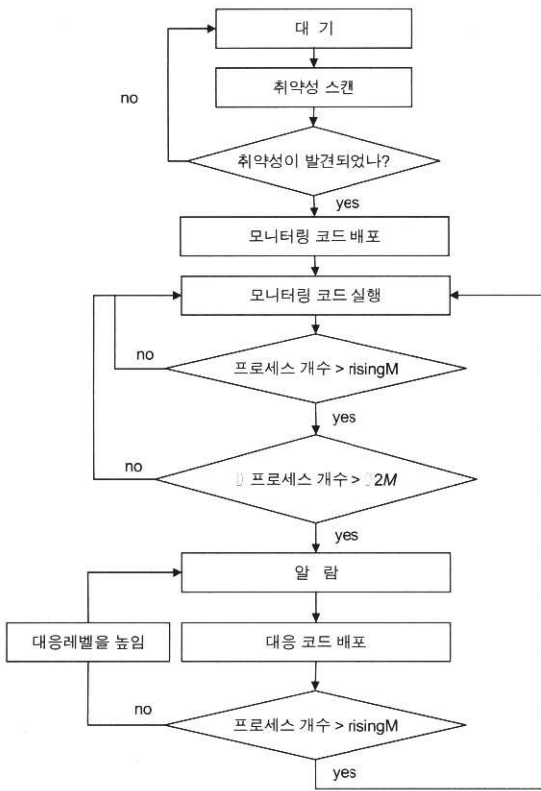 대 기
취약성 스캔
no
취약성이 발견되었나?
yes
모니터링 코드 배포
모니터링 코드 실행
no
프로세스 개수 > risingM
yes
no
프로세스 개수 > 2M
yes
알 람
대응레벨을 높임
대응 코드 배포
no
프로세스 개수 > risingM
yes